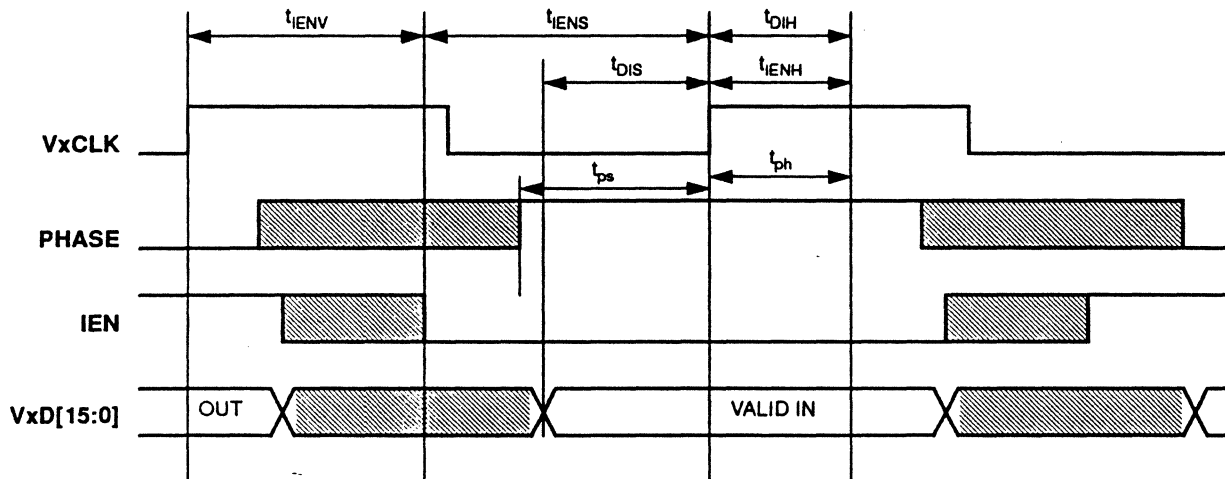 tIENV tIENS tDIH
tDIS tIENH
VxCLK
tps tph
PHASE
IEN
VxD[15:0] OUT VALID IN